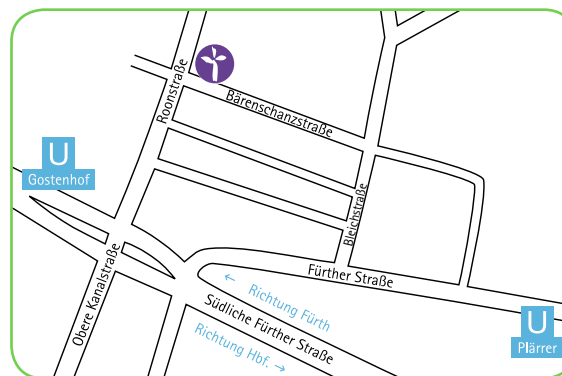 Roonstraße
Bärenschanzstraße
U
Gostenhof
Bleichstraße
Obere Kanalstraße
Fürther Straße
← Richtung Fürth
Südliche Fürther Straße
Richtung Hbf. →
U
Plärrer